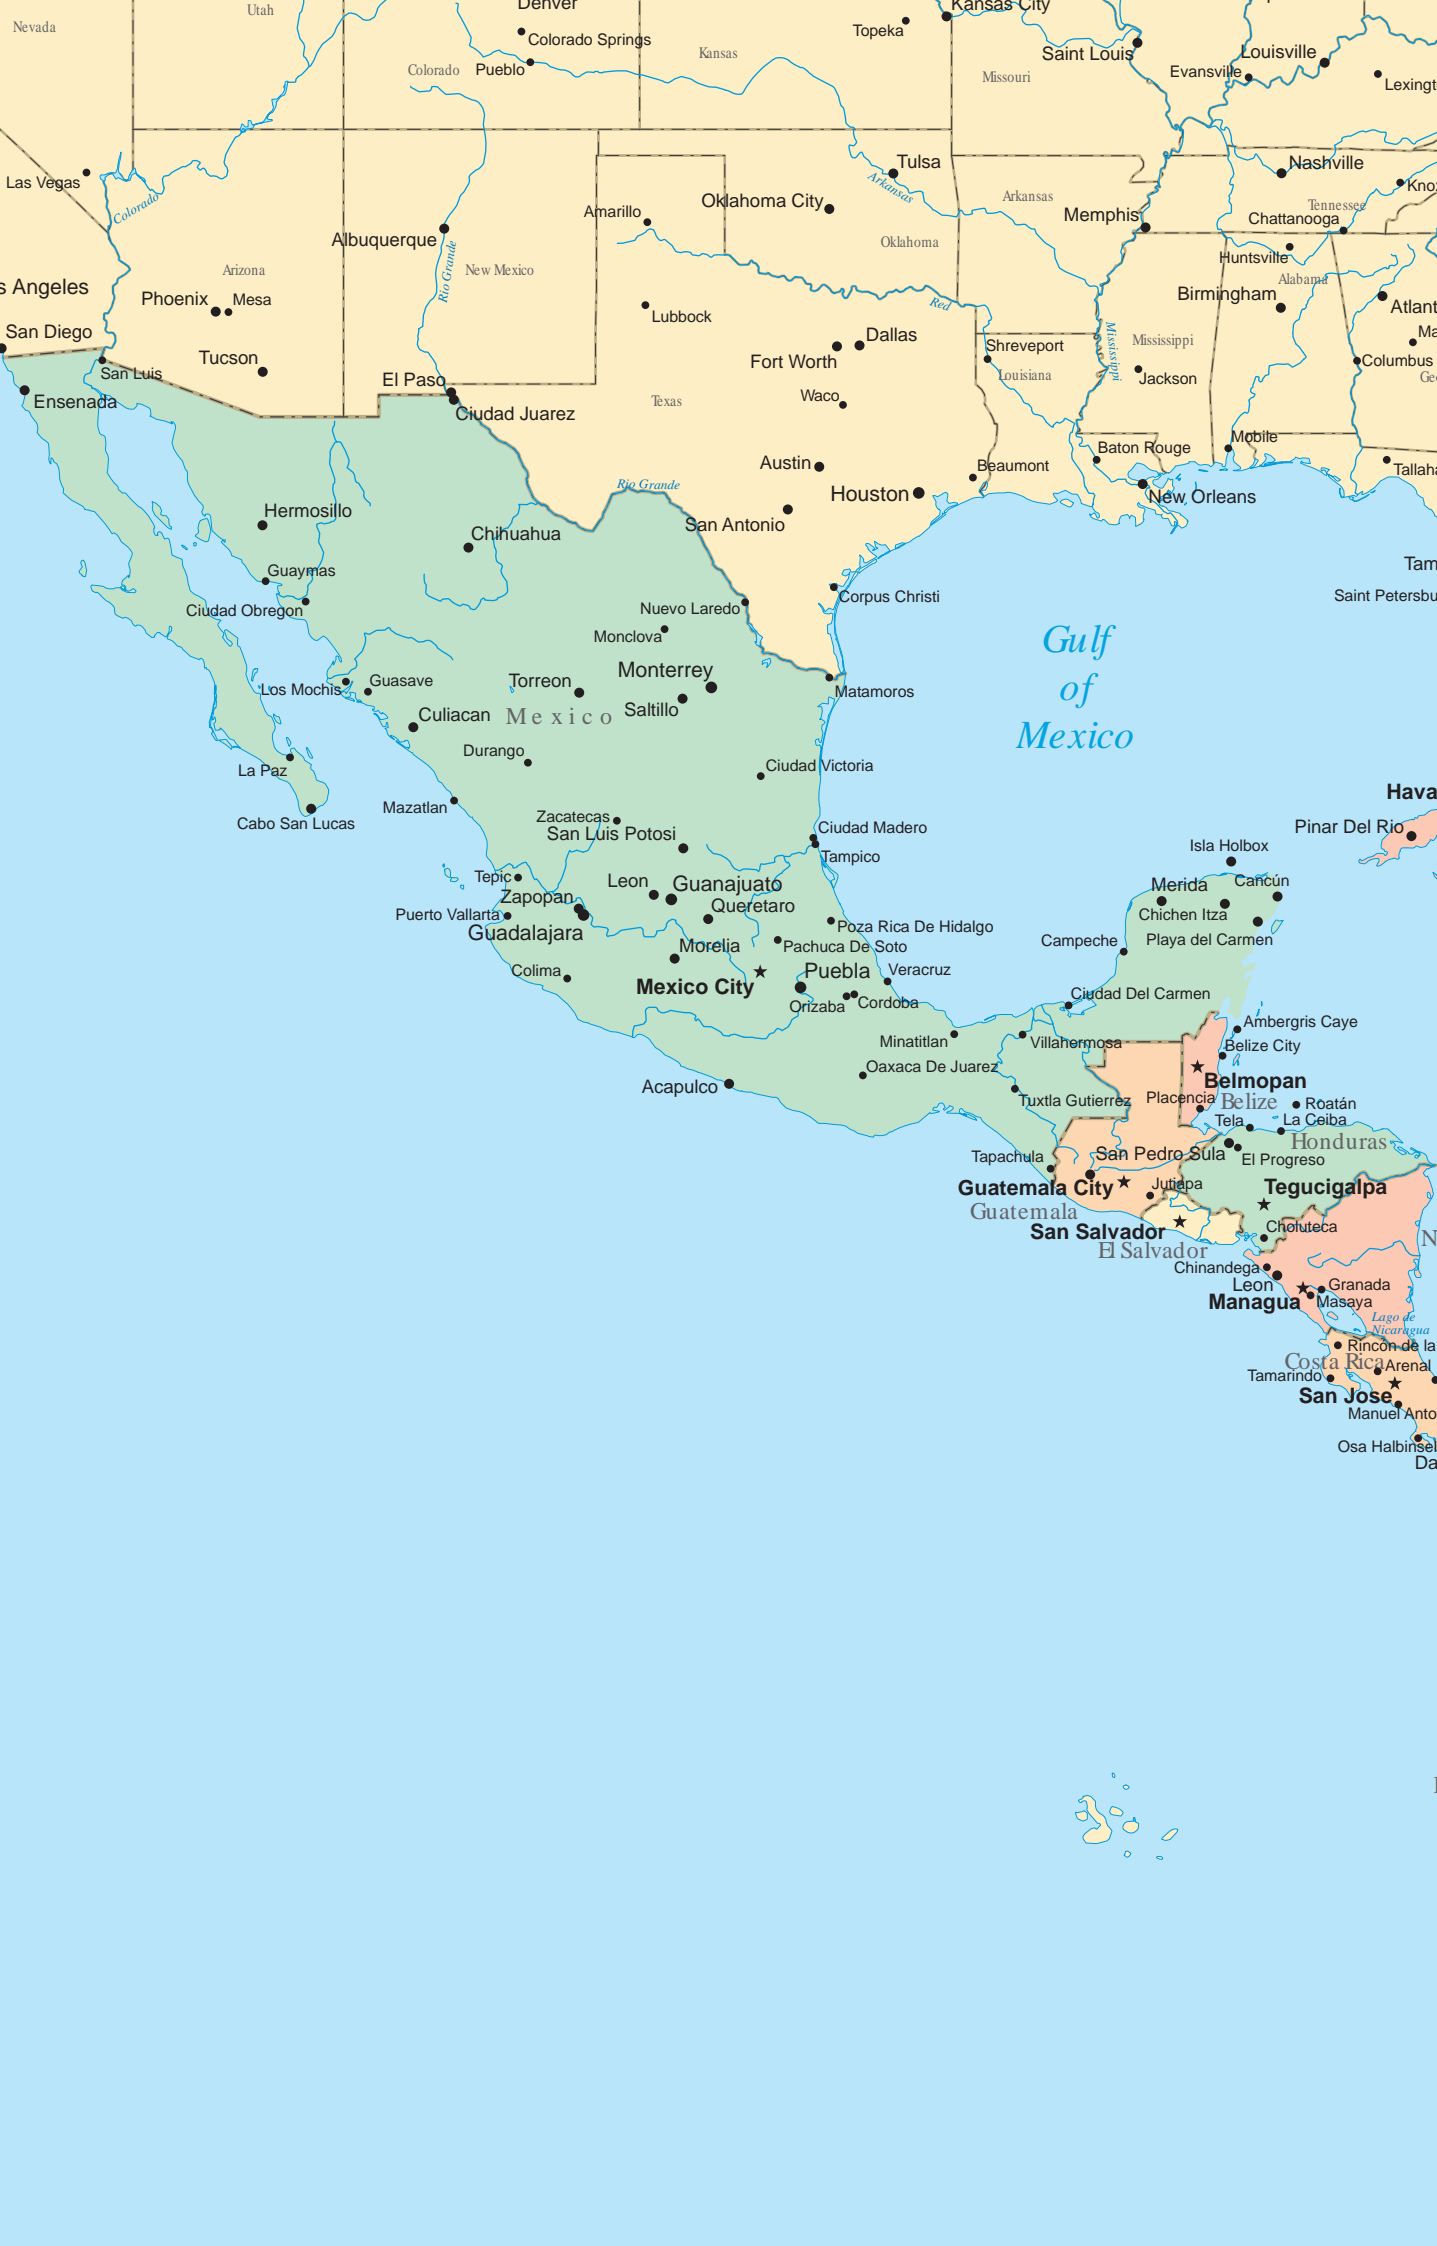 Utah
Denver
Kansas City
Nevada
Topeka
Colorado Springs
Saint Louis
Louisville
Kansas
Colorado
Pueblo
Missouri
Evansville
Lexingt
Tulsa
Nashville
Las Vegas
Arkansas
Arkansas
Kno
Colorado
Amarillo
Oklahoma City
Memphis
Tennessee
Chattanooga
Albuquerque
Oklahoma
Rio Grande
Arizona
New Mexico
Huntsville
Alabama
s Angeles
Phoenix
Mesa
Lubbock
Red
Birmingham
Atlant
San Diego
Dallas
Mississippi
Mississippi
Ma
Tucson
Fort Worth
Shreveport
Columbus
San Luis
El Paso
Louisiana
Jackson
Geo
Ensenada
Ciudad Juarez
Texas
Waco
Mobile
Baton Rouge
Austin
Beaumont
Tallaha
Rio Grande
Houston
New Orleans
Hermosillo
San Antonio
Chihuahua
Guaymas
Tam
Ciudad Obregon
Nuevo Laredo
Corpus Christi
Saint Petersbu
Monclova
Gulf
of
Mexico
Los Mochis
Guasave
Torreon
Monterrey
Matamoros
Culiacan
Mexico
Saltillo
Durango
La Paz
Ciudad Victoria
Cabo San Lucas
Mazatlan
Zacatecas
San Luis Potosi
Ciudad Madero
Hava
Pinar Del Rio
Tampico
Isla Holbox
Tepic
Leon
Guanajuato
Merida
Cancún
Zapopan
Queretaro
Chichen Itza
Puerto Vallarta
Guadalajara
Poza Rica De Hidalgo
Morelia
Pachuca De Soto
Campeche
Playa del Carmen
Colima
Puebla
Veracruz
Mexico City
Orizaba
Cordoba
Ciudad Del Carmen
Ambergris Caye
Minatitlan
Villahermosa
Belize City
Oaxaca De Juarez
Acapulco
Belmopan
Tuxtla Gutierrez
Placencia
Belize
Roatán
Tela
La Ceiba
Honduras
Tapachula
San Pedro Sula
El Progreso
Guatemala City
Jutiapa
Tegucigalpa
Guatemala
San Salvador
Choluteca
N
El Salvador
Chinandega
Leon
Granada
Managua
Masaya
Lago de
Nicaragua
Rincón de la
Costa Rica
Arenal
Tamarindo
San Jose
Manuel Anto
Osa Halbinsel
Da